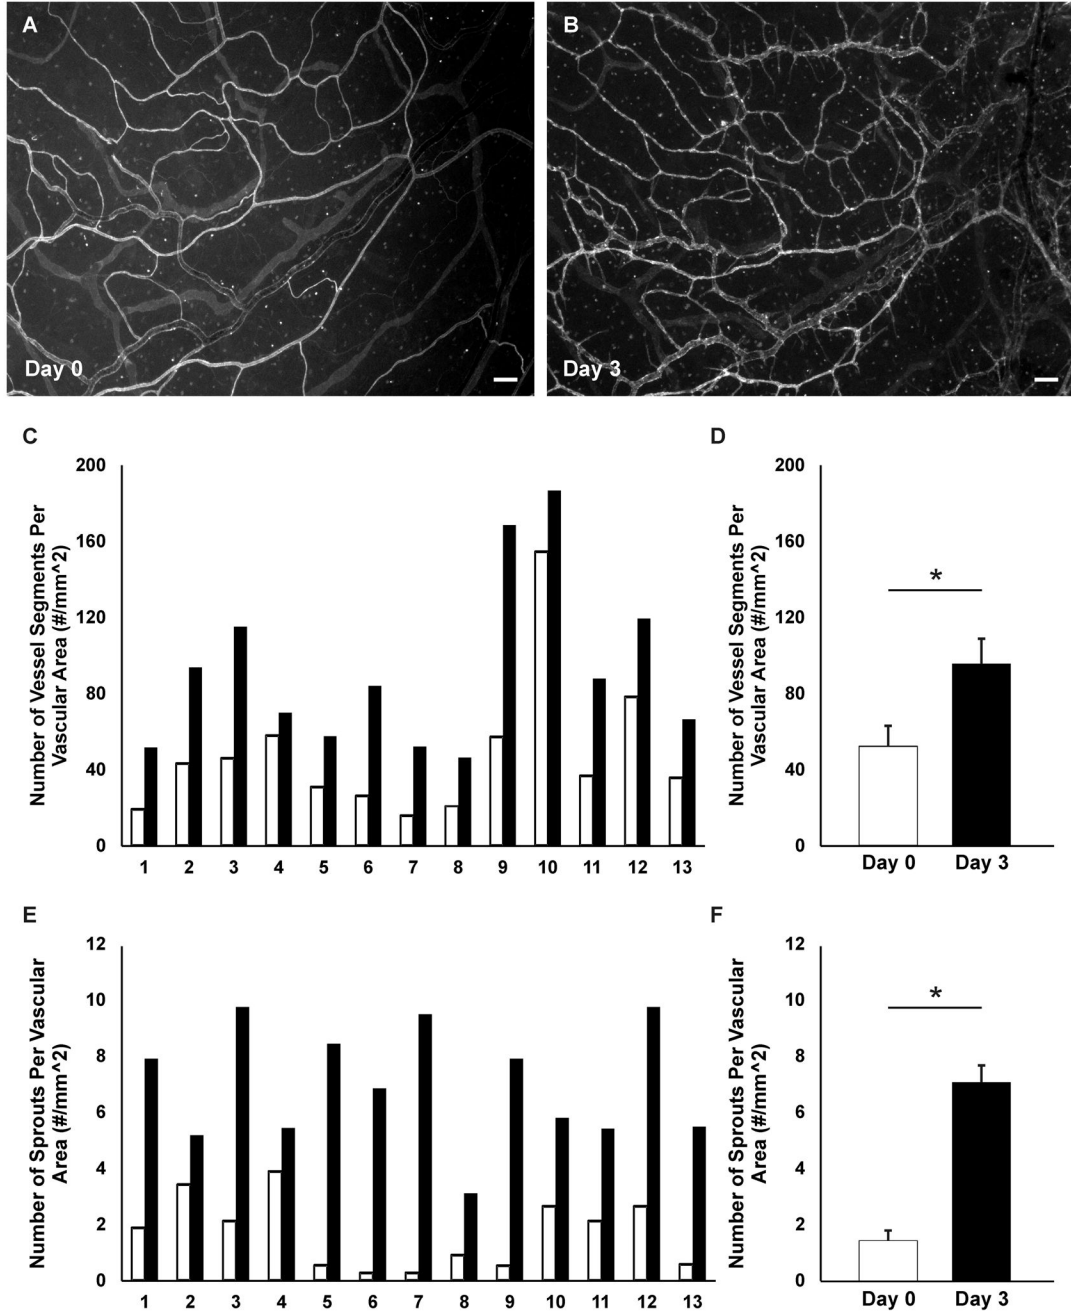 A
B
Day 0
Day 3
C
D
Number of Vessel Segments Per
Vascular Area (#/mm^2)
200
160
120
80
40
0
1 2 3 4 5 6 7 8 9 10 11 12 13
Number of Vessel Segments Per
Vascular Area (#/mm^2)
200
160
120
80
40
0
*
Day 0 Day 3
E
F
Number of Sprouts Per Vascular
Area (#/mm^2)
12
10
8
6
4
2
0
1 2 3 4 5 6 7 8 9 10 11 12 13
Number of Sprouts Per Vascular
Area (#/mm^2)
12
10
8
6
4
2
0
*
Day 0 Day 3